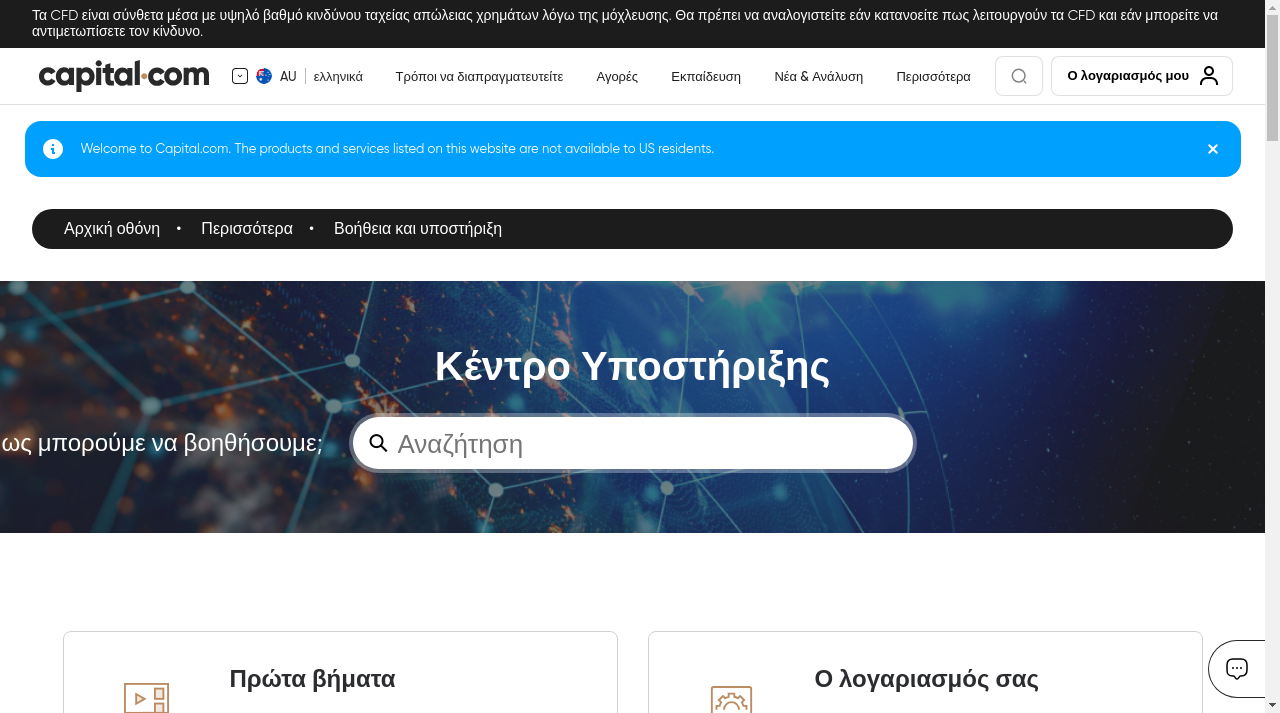 Τα CFD είναι σύνθετα μέσα με υψηλό βαθμό κινδύνου ταχείας απώλειας χρημάτων λόγω της μόχλευσης. Θα πρέπει να αναλογιστείτε εάν κατανοείτε πως λειτουργούν τα CFD και εάν μπορείτε να
αντιμετωπίσετε τον κίνδυνο.
capital.com AU ελληνικά Τρόποι να διαπραγματευτείτε Αγορές Εκπαίδευση Νέα & Ανάλυση Περισσότερα Ο λογαριασμός μου
Welcome to Capital.com. The products and services listed on this website are not available to US residents.
Αρχική οθόνη • Περισσότερα • Βοήθεια και υποστήριξη
Κέντρο Υποστήριξης
ως μπορούμε να βοηθήσουμε; Αναζήτηση
Πρώτα βήματα Ο λογαριασμός σας